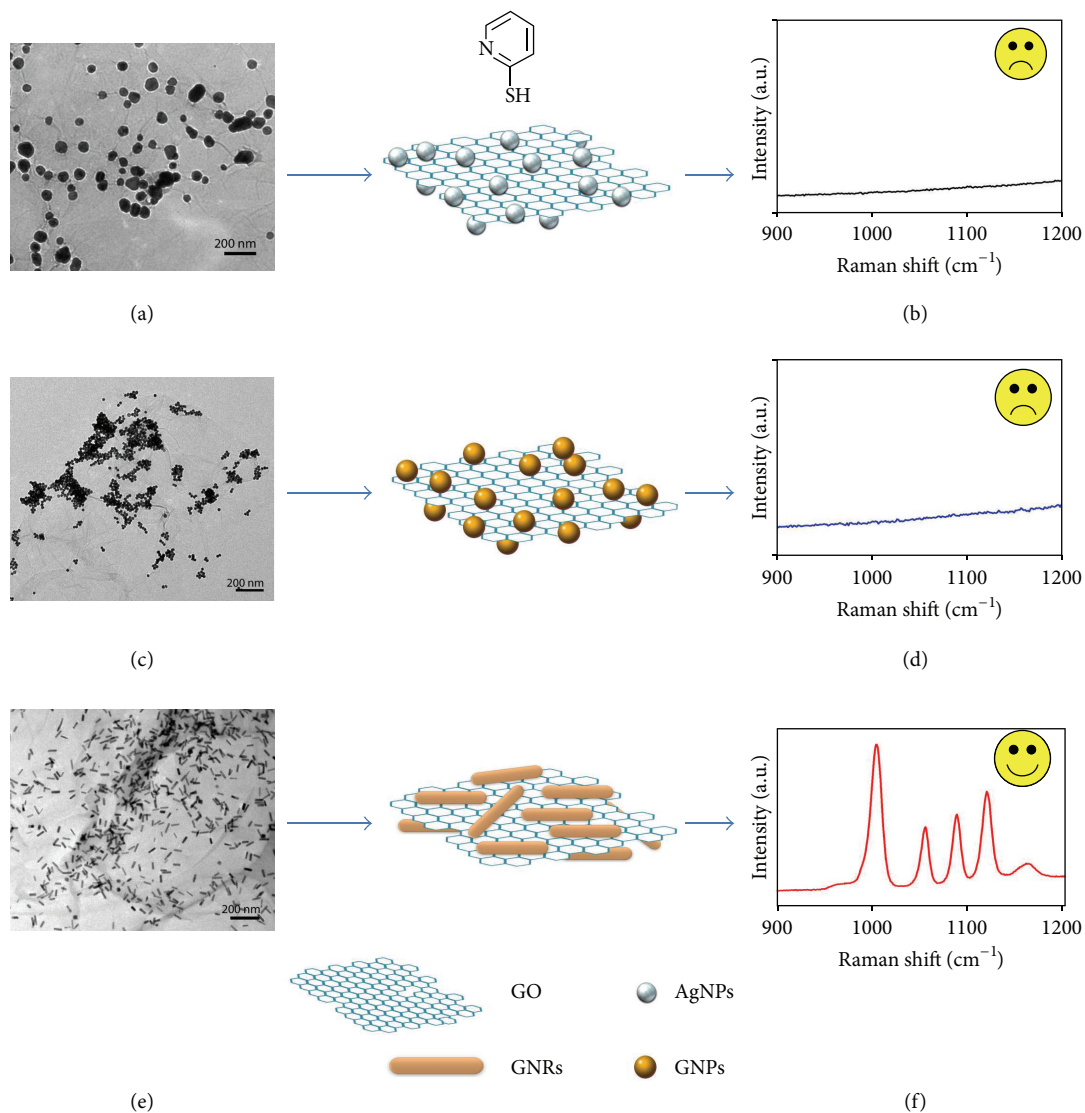 N
SH
200 nm
Intensity (a.u.)
900 1000 1100 1200
Raman shift (cm−1)
(a)
(b)
200 nm
Intensity (a.u.)
900 1000 1100 1200
Raman shift (cm−1)
(c)
(d)
200 nm
Intensity (a.u.)
900 1000 1100 1200
Raman shift (cm−1)
GO
AgNPs
GNRs
GNPs
(e)
(f)